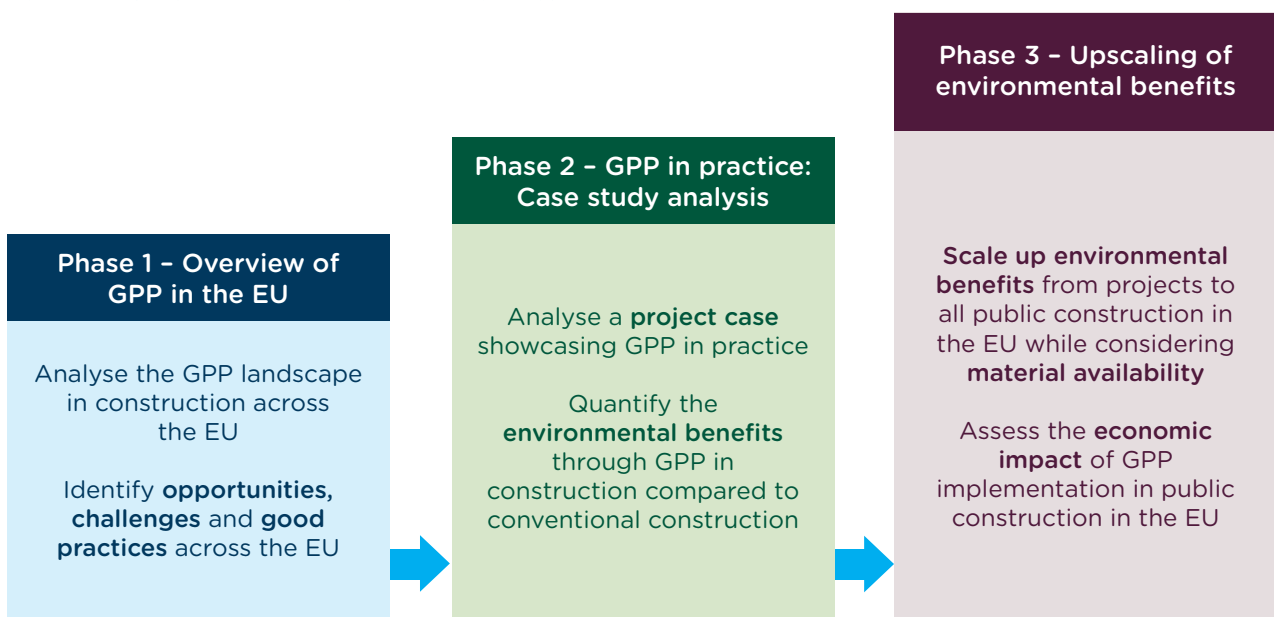 Phase 1 – Overview of
GPP in the EU
Analyse the GPP landscape
in construction across
the EU
Identify opportunities,
challenges and good
practices across the EU
Phase 2 – GPP in practice:
Case study analysis
Analyse a project case
showcasing GPP in practice
Quantify the
environmental benefits
through GPP in
construction compared to
conventional construction
Phase 3 – Upscaling of
environmental benefits
Scale up environmental
benefits from projects to
all public construction in
the EU while considering
material availability
Assess the economic
impact of GPP
implementation in public
construction in the EU